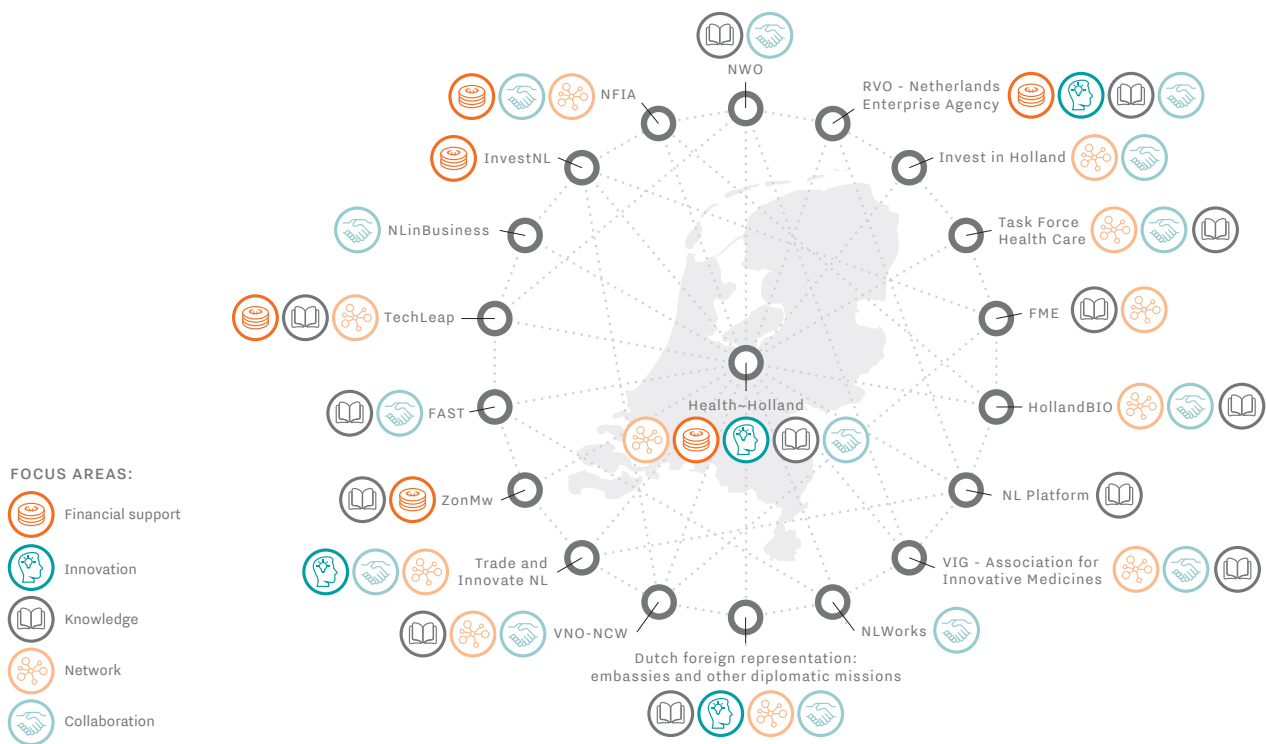 NWO
NFIA
RVO - Netherlands
Enterprise Agency
InvestNL
Invest in Holland
NLinBusiness
Task Force
Health Care
TechLeap
FME
Health~Holland
FAST
HollandBIO
FOCUS AREAS:
Financial support
Innovation
Knowledge
Network
Collaboration
ZonMw
NL Platform
Trade and
Innovate NL
VIG - Association for
Innovative Medicines
VNO-NCW
NLWorks
Dutch foreign representation:
embassies and other diplomatic missions